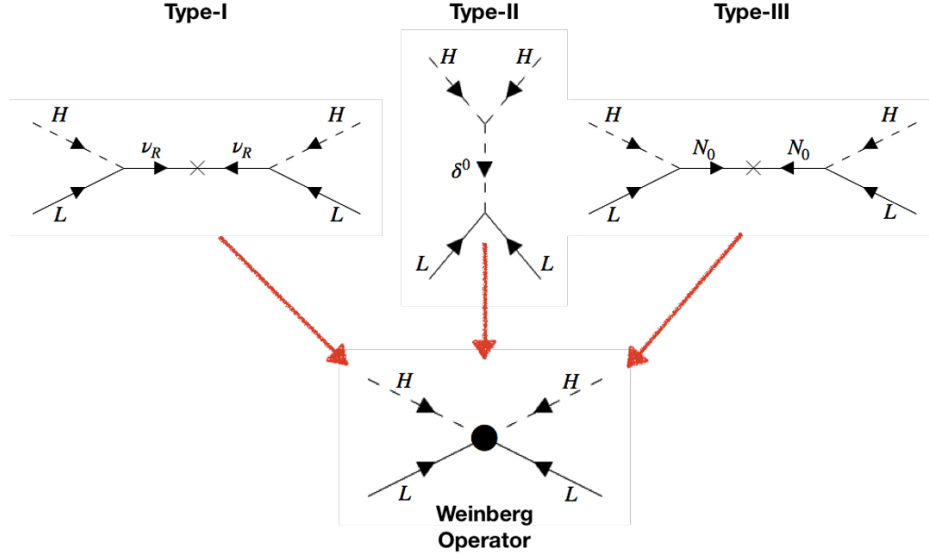 Type-I
Type-II
Type-III
H
H
ν_R
ν_R
L
L
H
H
δ^0
L
L
H
H
N_0
N_0
L
L
H
H
L
L
Weinberg
Operator